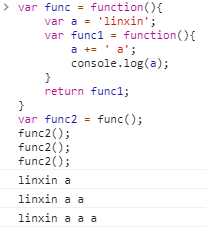 > var func = function(){
    var a = 'linxin';
    var func1 = function(){
        a += ' a';
        console.log(a);
    }
    return func1;
}
var func2 = func();
func2();
func2();
func2();
linxin a
linxin a a
linxin a a a